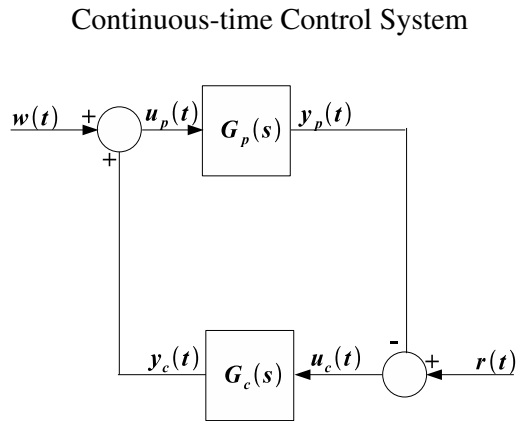 Continuous-time Control System
w(t)
+
+
u_p(t)
G_p(s)
y_p(t)
y_c(t)
G_c(s)
u_c(t)
-
+
r(t)